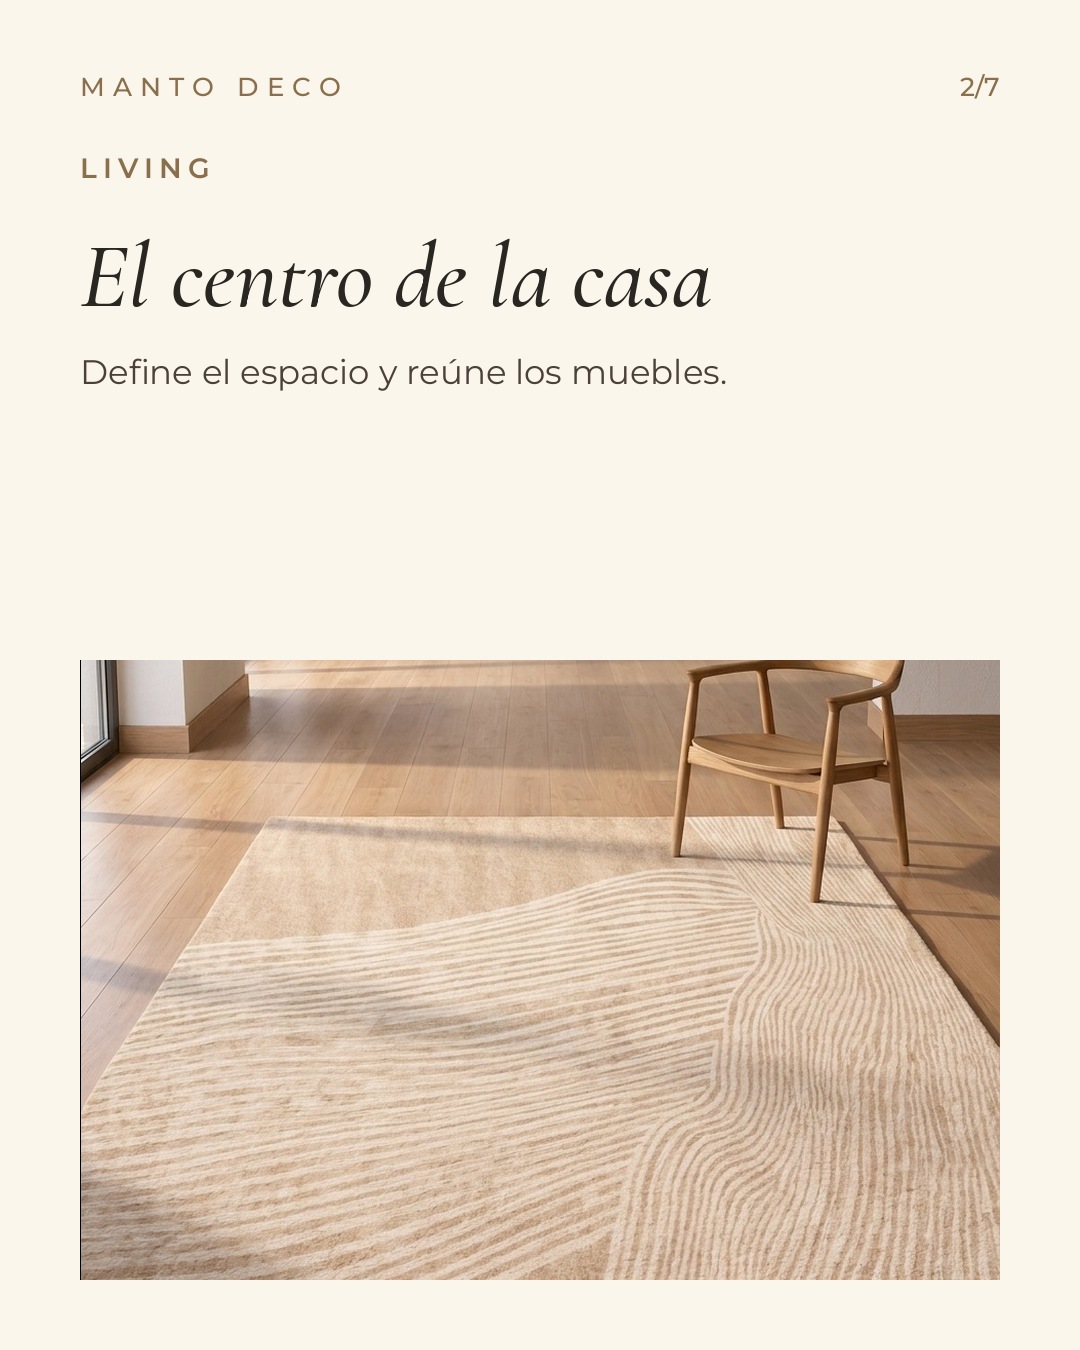 MANTO DECO
2/7
LIVING
El centro de la casa
Define el espacio y reúne los muebles.